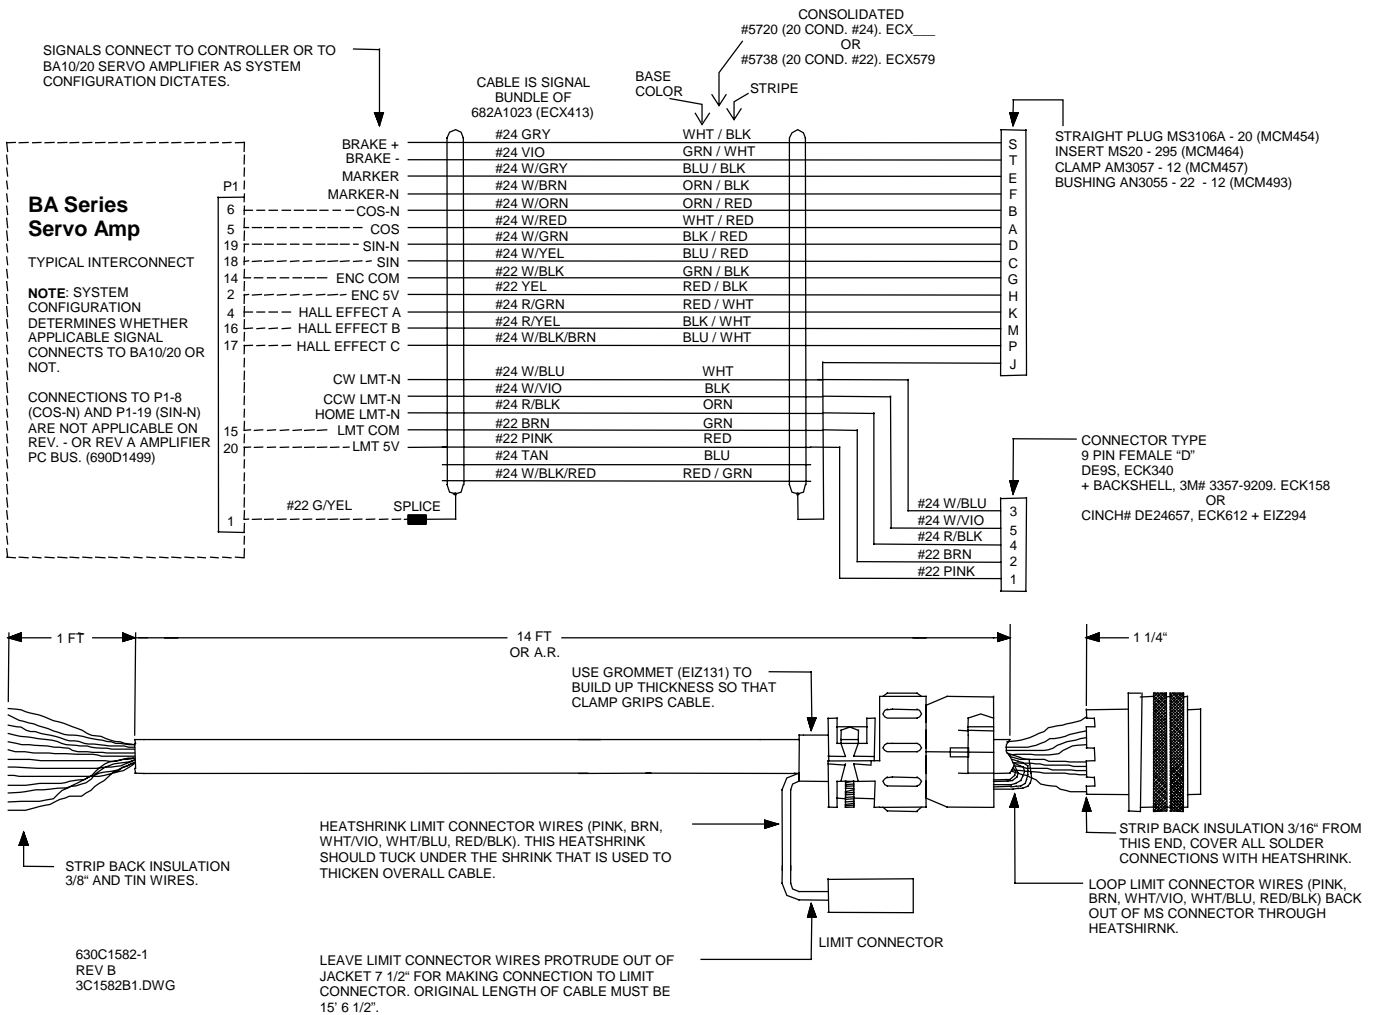 CONSOLIDATED
#5720 (20 COND. #24). ECX___
OR
#5738 (20 COND. #22). ECX579
SIGNALS CONNECT TO CONTROLLER OR TO
BA10/20 SERVO AMPLIFIER AS SYSTEM
CONFIGURATION DICTATES.
CABLE IS SIGNAL
BUNDLE OF
682A1023 (ECX413)
BASE
COLOR
STRIPE
STRAIGHT PLUG MS3106A - 20 (MCM454)
INSERT MS20 - 295 (MCM464)
CLAMP AM3057 - 12 (MCM457)
BUSHING AN3055 - 22 - 12 (MCM493)
BA Series
Servo Amp
TYPICAL INTERCONNECT
NOTE: SYSTEM
CONFIGURATION
DETERMINES WHETHER
APPLICABLE SIGNAL
CONNECTS TO BA10/20 OR
NOT.
CONNECTIONS TO P1-8
(COS-N) AND P1-19 (SIN-N)
ARE NOT APPLICABLE ON
REV. - OR REV A AMPLIFIER
PC BUS. (690D1499)
P1
BRAKE + #24 GRY WHT / BLK S
BRAKE - #24 VIO GRN / WHT T
MARKER #24 W/GRY BLU / BLK E
MARKER-N #24 W/BRN ORN / BLK F
6 COS-N #24 W/ORN ORN / RED B
5 COS #24 W/RED WHT / RED A
19 SIN-N #24 W/GRN BLK / RED D
18 SIN #24 W/YEL BLU / RED C
14 ENC COM #22 W/BLK GRN / BLK G
2 ENC 5V #22 YEL RED / BLK H
4 HALL EFFECT A #24 R/GRN RED / WHT K
16 HALL EFFECT B #24 R/YEL BLK / WHT M
17 HALL EFFECT C #24 W/BLK/BRN BLU / WHT P
J
CW LMT-N #24 W/BLU WHT
CCW LMT-N #24 W/VIO BLK
HOME LMT-N #24 R/BLK ORN
15 LMT COM #22 BRN GRN
20 LMT 5V #22 PINK RED
#24 TAN BLU
#24 W/BLK/RED RED / GRN
1 #22 G/YEL SPLICE
#24 W/BLU 3
#24 W/VIO 5
#24 R/BLK 4
#22 BRN 2
#22 PINK 1
CONNECTOR TYPE
9 PIN FEMALE “D”
DE9S, ECK340
+ BACKSHELL, 3M# 3357-9209. ECK158
OR
CINCH# DE24657, ECK612 + EIZ294
1 FT
14 FT
OR A.R.
1 1/4“
USE GROMMET (EIZ131) TO
BUILD UP THICKNESS SO THAT
CLAMP GRIPS CABLE.
HEATSHRINK LIMIT CONNECTOR WIRES (PINK, BRN,
WHT/VIO, WHT/BLU, RED/BLK). THIS HEATSHRINK
SHOULD TUCK UNDER THE SHRINK THAT IS USED TO
THICKEN OVERALL CABLE.
STRIP BACK INSULATION 3/16“ FROM
THIS END, COVER ALL SOLDER
CONNECTIONS WITH HEATSHRINK.
STRIP BACK INSULATION
3/8“ AND TIN WIRES.
LOOP LIMIT CONNECTOR WIRES (PINK,
BRN, WHT/VIO, WHT/BLU, RED/BLK) BACK
OUT OF MS CONNECTOR THROUGH
HEATSHIRNK.
LIMIT CONNECTOR
LEAVE LIMIT CONNECTOR WIRES PROTRUDE OUT OF
JACKET 7 1/2“ FOR MAKING CONNECTION TO LIMIT
CONNECTOR. ORIGINAL LENGTH OF CABLE MUST BE
15’ 6 1/2”.
630C1582-1
REV B
3C1582B1.DWG